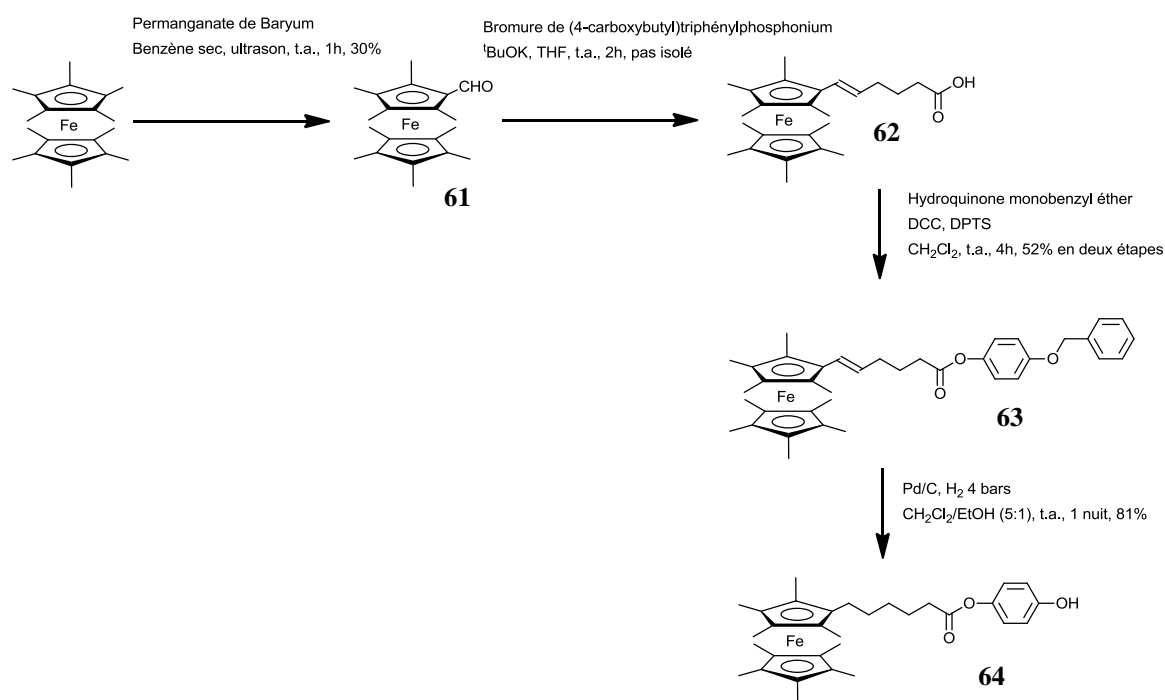 Permanganate de Baryum
Benzène sec, ultrason, t.a., 1h, 30%
Bromure de (4-carboxybutyl)triphénylphosphonium
ᵗBuOK, THF, t.a., 2h, pas isolé
Fe
CHO
Fe
61
OH
O
Fe
62
Hydroquinone monobenzyl éther
DCC, DPTS
CH₂Cl₂, t.a., 4h, 52% en deux étapes
O
O
O
Fe
63
Pd/C, H₂ 4 bars
CH₂Cl₂/EtOH (5:1), t.a., 1 nuit, 81%
O
OH
O
Fe
64